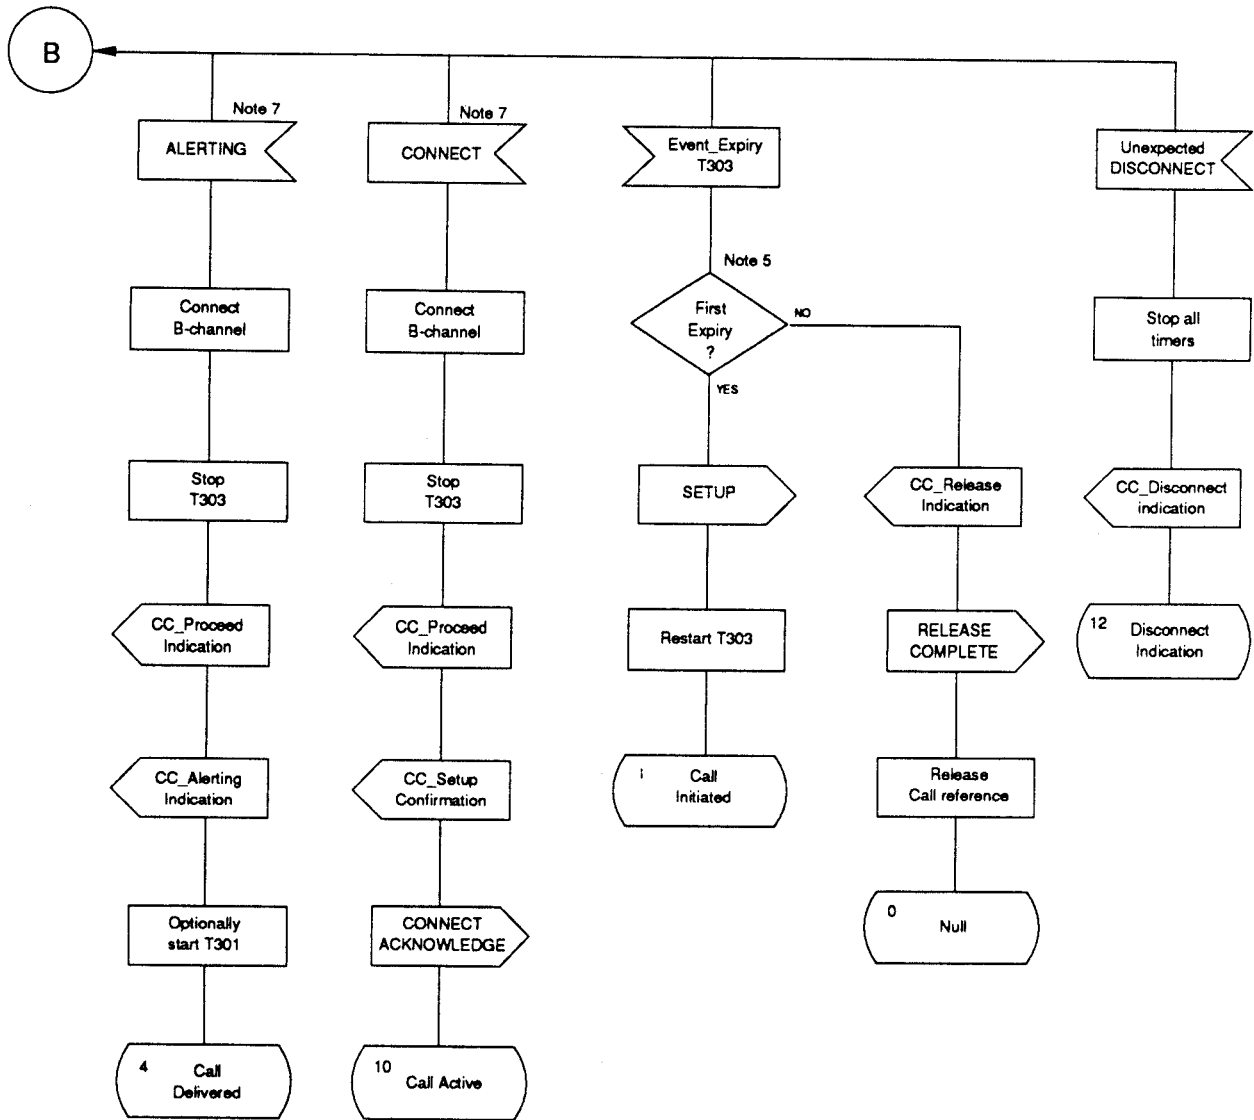 B
Note 7
ALERTING
Connect
B-channel
Stop
T303
CC_Proceed
Indication
CC_Alerting
Indication
Optionally
start T301
4
Call
Delivered
Note 7
CONNECT
Connect
B-channel
Stop
T303
CC_Proceed
Indication
CC_Setup
Confirmation
CONNECT
ACKNOWLEDGE
10
Call Active
Event_Expiry
T303
Note 5
First
Expiry
?
NO
YES
SETUP
Restart T303
1
Call
Initiated
CC_Release
Indication
RELEASE
COMPLETE
Release
Call reference
0
Null
Unexpected
DISCONNECT
Stop all
timers
CC_Disconnect
indication
12
Disconnect
Indication